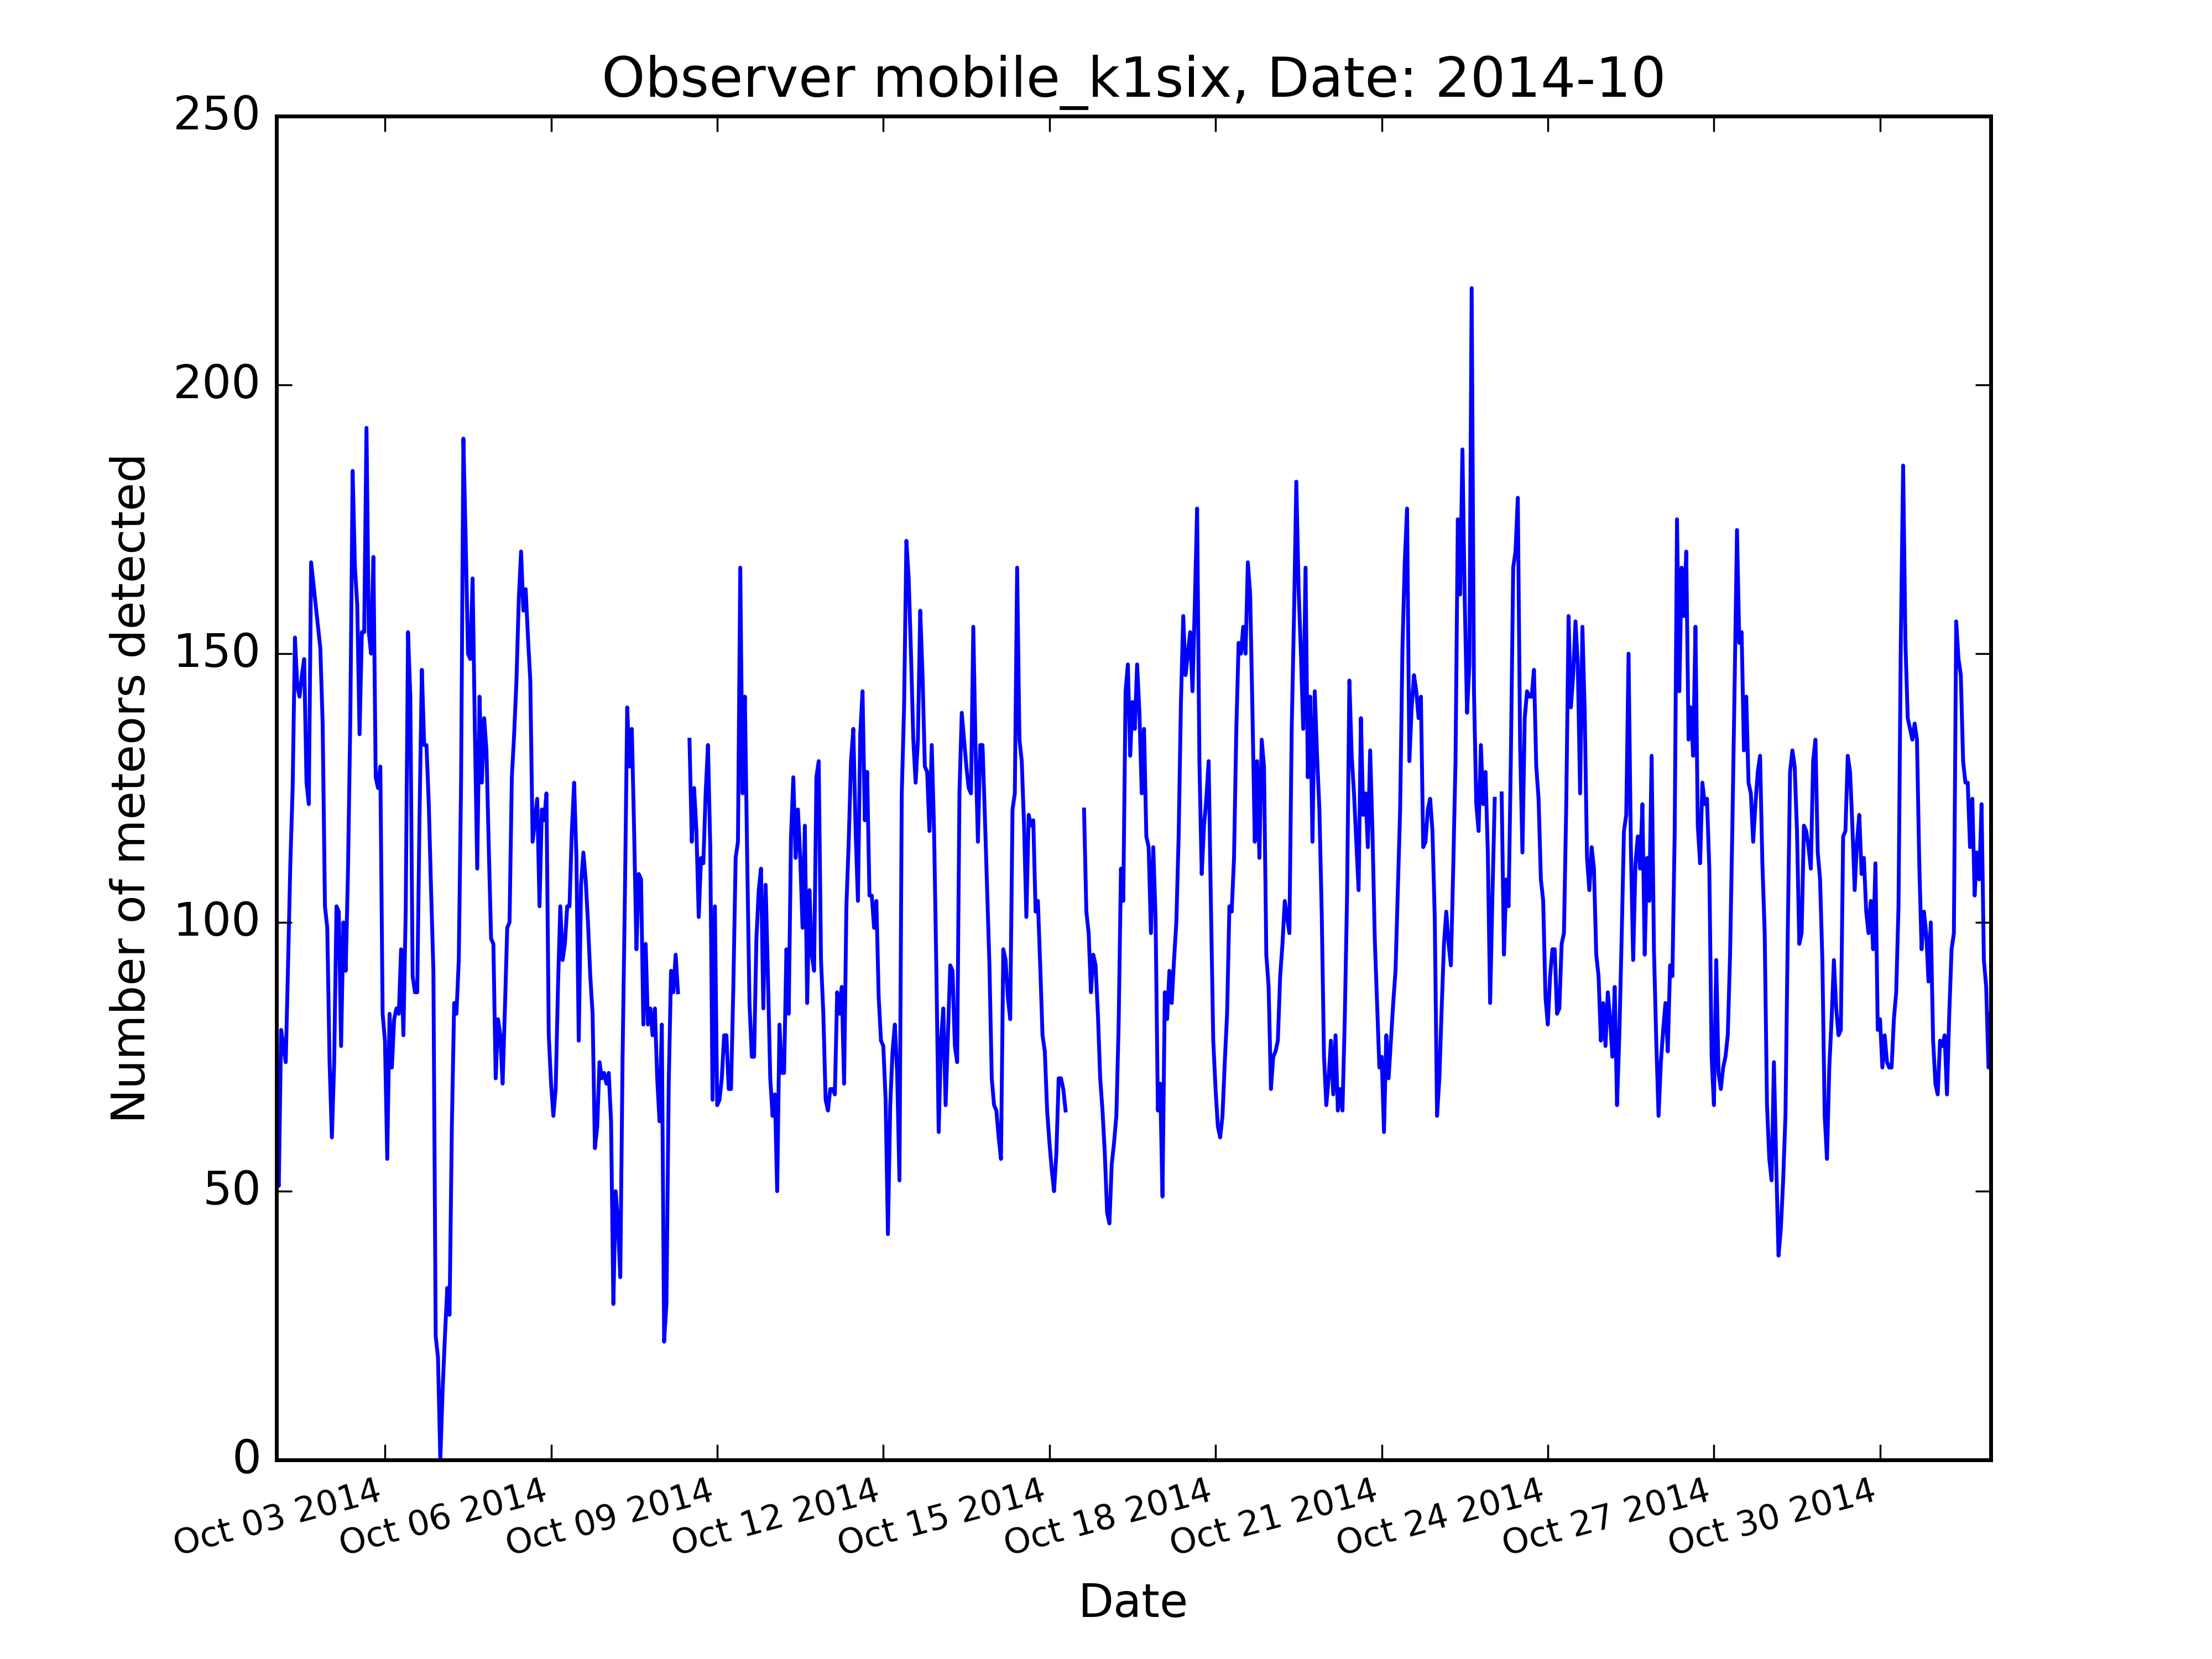 Observer mobile_k1six, Date: 2014-10
250
200
150
100
50
0
Number of meteors detected
Oct 03 2014
Oct 06 2014
Oct 09 2014
Oct 12 2014
Oct 15 2014
Oct 18 2014
Oct 21 2014
Oct 24 2014
Oct 27 2014
Oct 30 2014
Date